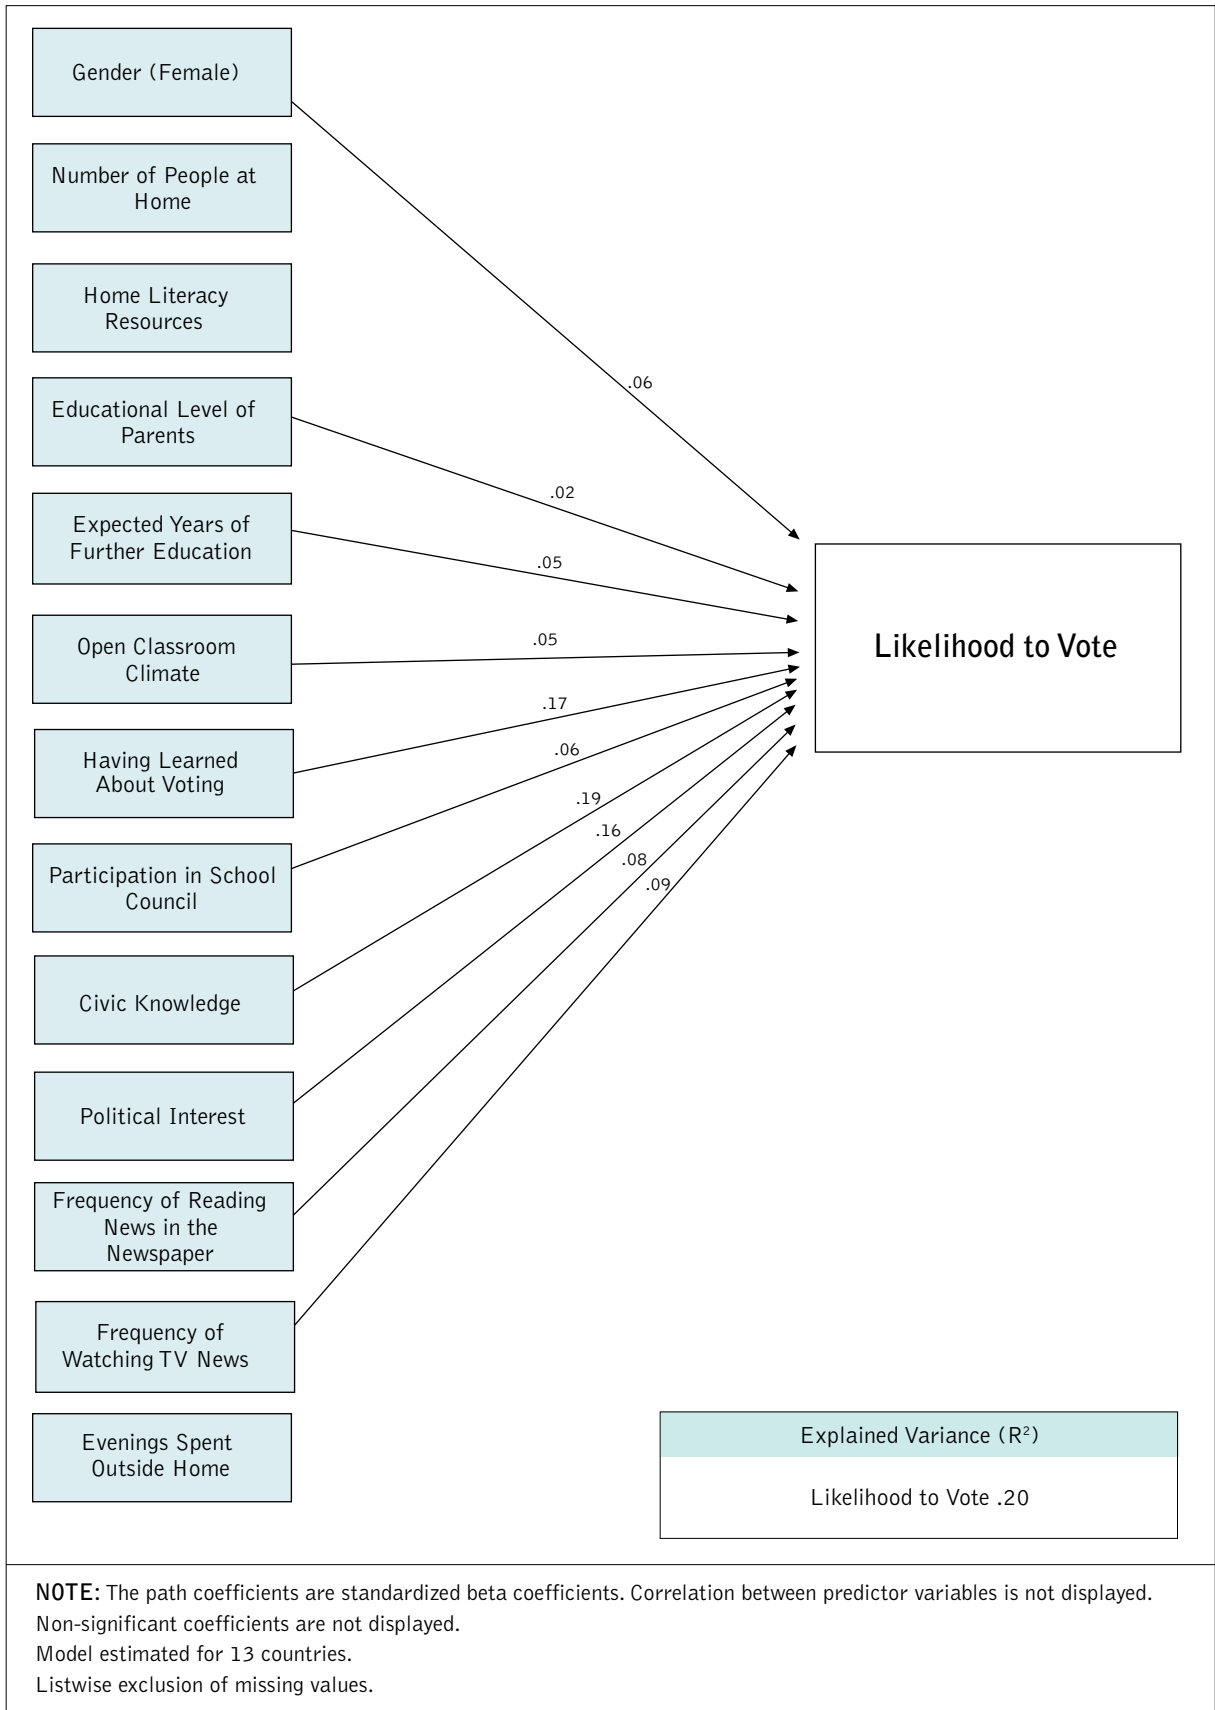 Gender (Female)
Number of People at
Home
Home Literacy
Resources
Educational Level of
Parents
Expected Years of
Further Education
Open Classroom
Climate
Having Learned
About Voting
Participation in School
Council
Civic Knowledge
Political Interest
Frequency of Reading
News in the
Newspaper
Frequency of
Watching TV News
Evenings Spent
Outside Home
.06
.02
.05
.05
.17
.06
.19
.16
.08
.09
Likelihood to Vote
Explained Variance (R²)
Likelihood to Vote .20
NOTE: The path coefficients are standardized beta coefficients. Correlation between predictor variables is not displayed.
Non-significant coefficients are not displayed.
Model estimated for 13 countries.
Listwise exclusion of missing values.